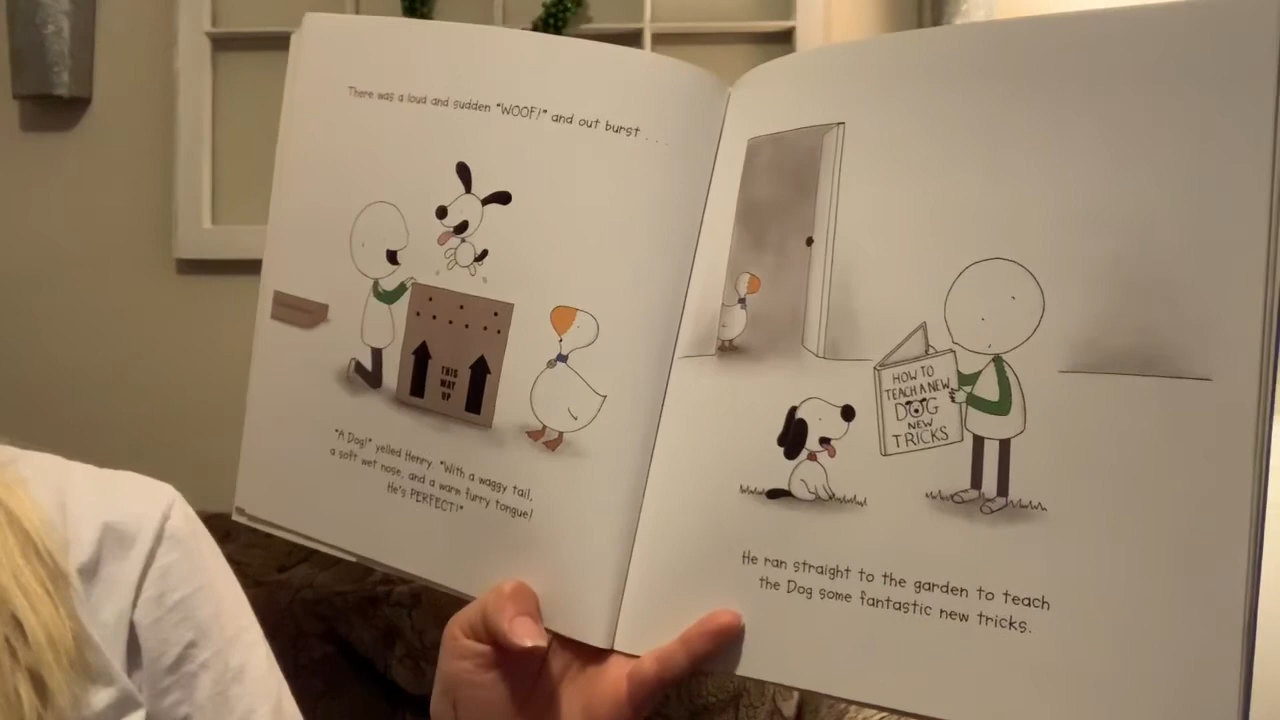 There was a loud and sudden "WOOF!" and out burst . . . .
THIS
WAY
UP
"A Dog!" yelled Henry. "With a waggy tail,
a soft wet nose, and a warm furry tongue!
He's PERFECT!"
HOW TO
TEACH A NEW
DOG
NEW
TRICKS
He ran straight to the garden to teach
the Dog some fantastic new tricks.